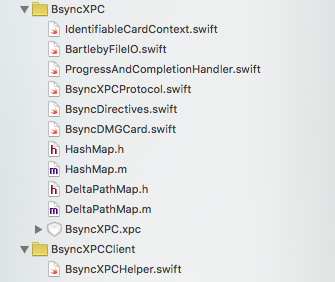 BsyncXPC
IdentifiableCardContext.swift
BartlebyFileIO.swift
ProgressAndCompletionHandler.swift
BsyncXPCProtocol.swift
BsyncDirectives.swift
BsyncDMGCard.swift
h HashMap.h
m HashMap.m
h DeltaPathMap.h
m DeltaPathMap.m
BsyncXPC.xpc
BsyncXPCClient
BsyncXPCHelper.swift